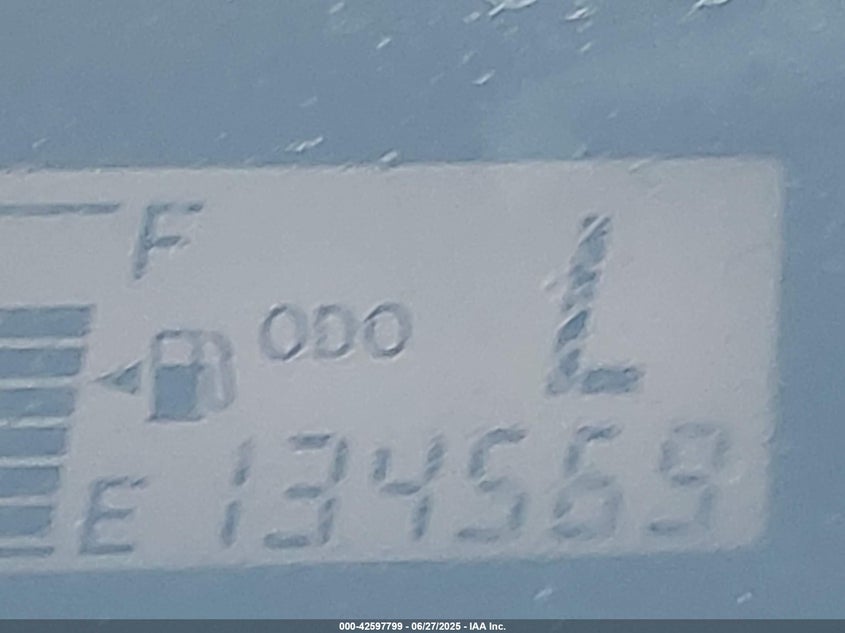 F
ODO L
E 134569
000-42597799 - 06/27/2025 - IAA Inc.